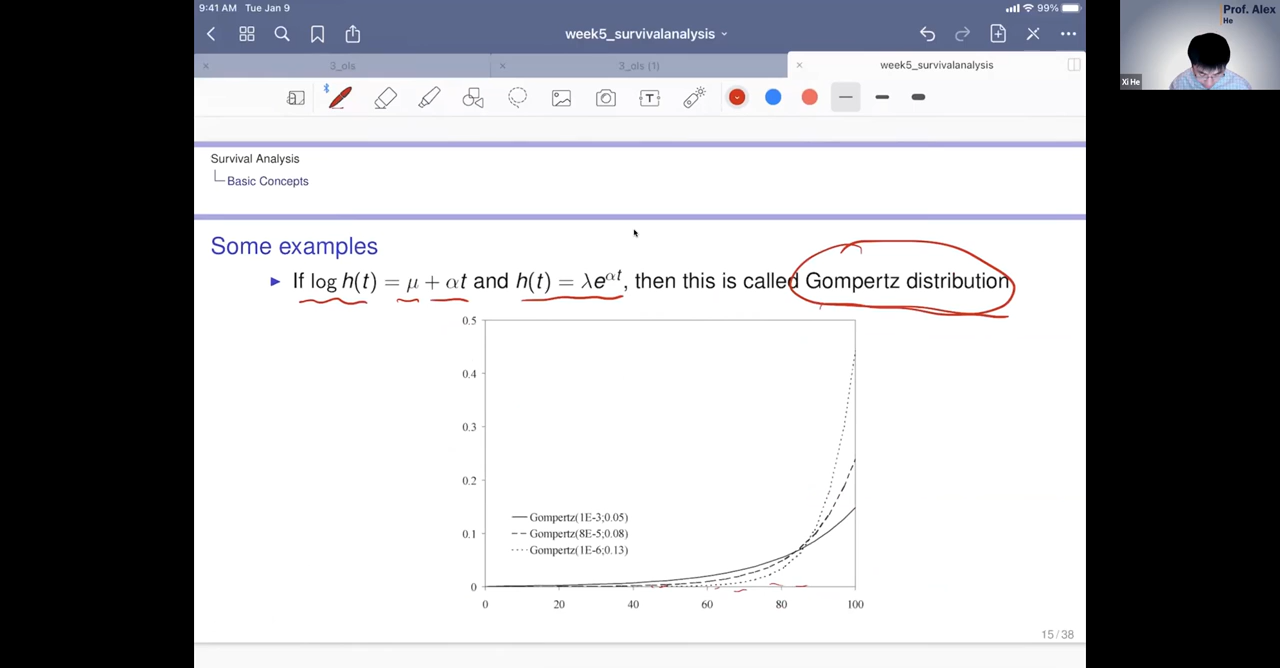 9:41 AM Tue Jan 9
99%
week5_survivalanalysis
3_ols
3_ols (1)
week5_survivalanalysis
T
Prof. Alex
He
Xi He
Survival Analysis
Basic Concepts
Some examples
If log h(t) = μ + αt and h(t) = λe^{αt}, then this is called Gompertz distribution
0.5
0.4
0.3
0.2
0.1
0
Gompertz(1E-3;0.05)
Gompertz(8E-5;0.08)
Gompertz(1E-6;0.13)
0 20 40 60 80 100
15 / 38